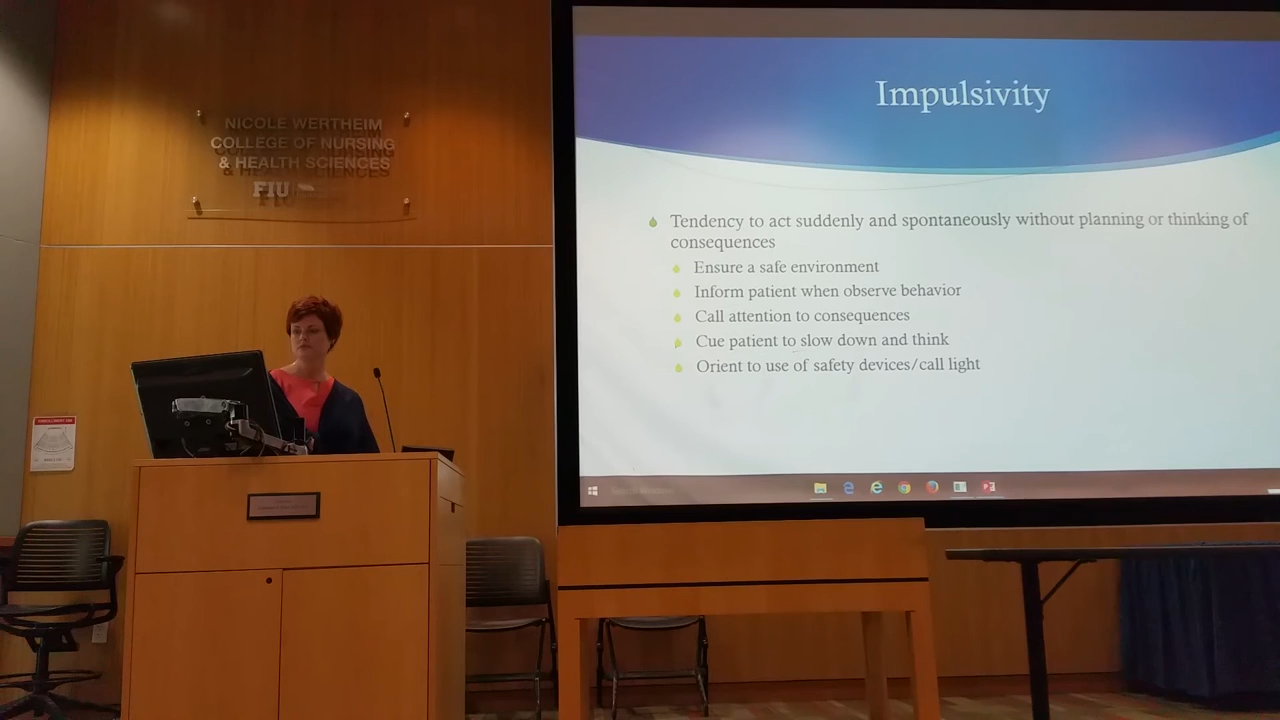 NICOLE WERTHEIM
COLLEGE OF NURSING
& HEALTH SCIENCES
FIU
Impulsivity
Tendency to act suddenly and spontaneously without planning or thinking of
consequences
Ensure a safe environment
Inform patient when observe behavior
Call attention to consequences
Cue patient to slow down and think
Orient to use of safety devices/call light